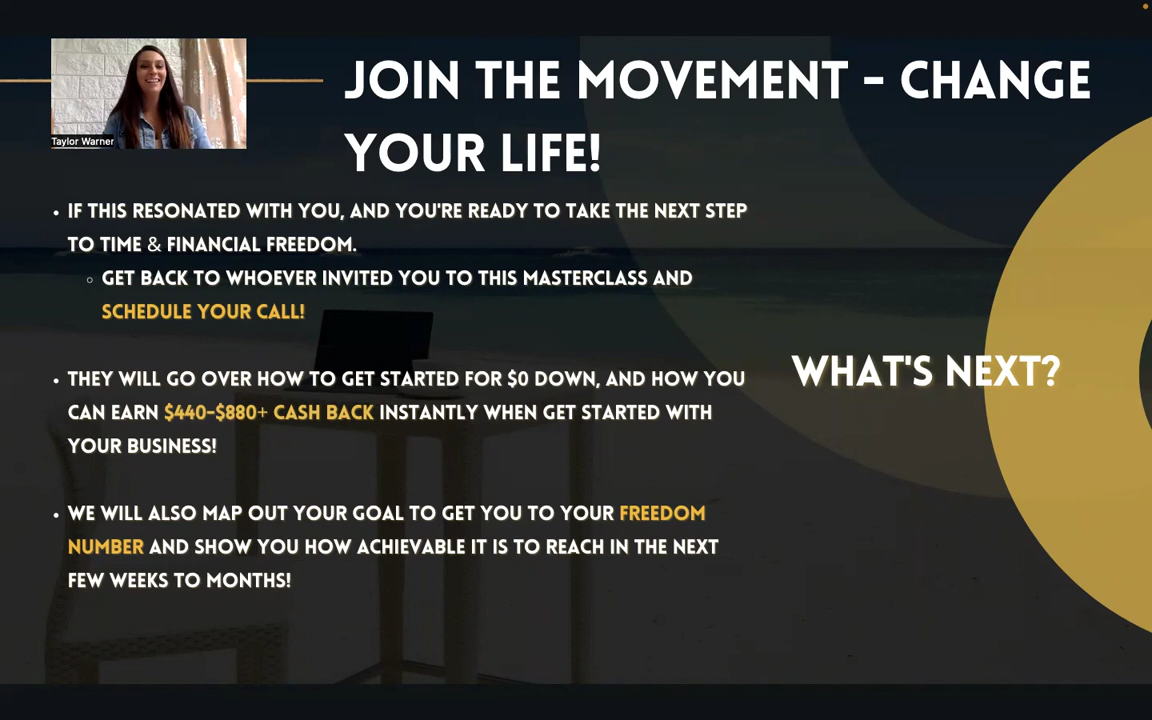 JOIN THE MOVEMENT - CHANGE
YOUR LIFE!
Taylor Warner
• IF THIS RESONATED WITH YOU, AND YOU'RE READY TO TAKE THE NEXT STEP
TO TIME & FINANCIAL FREEDOM.
◦ GET BACK TO WHOEVER INVITED YOU TO THIS MASTERCLASS AND
SCHEDULE YOUR CALL!
• THEY WILL GO OVER HOW TO GET STARTED FOR $0 DOWN, AND HOW YOU
CAN EARN $440-$880+ CASH BACK INSTANTLY WHEN GET STARTED WITH
YOUR BUSINESS!
• WE WILL ALSO MAP OUT YOUR GOAL TO GET YOU TO YOUR FREEDOM
NUMBER AND SHOW YOU HOW ACHIEVABLE IT IS TO REACH IN THE NEXT
FEW WEEKS TO MONTHS!
WHAT'S NEXT?